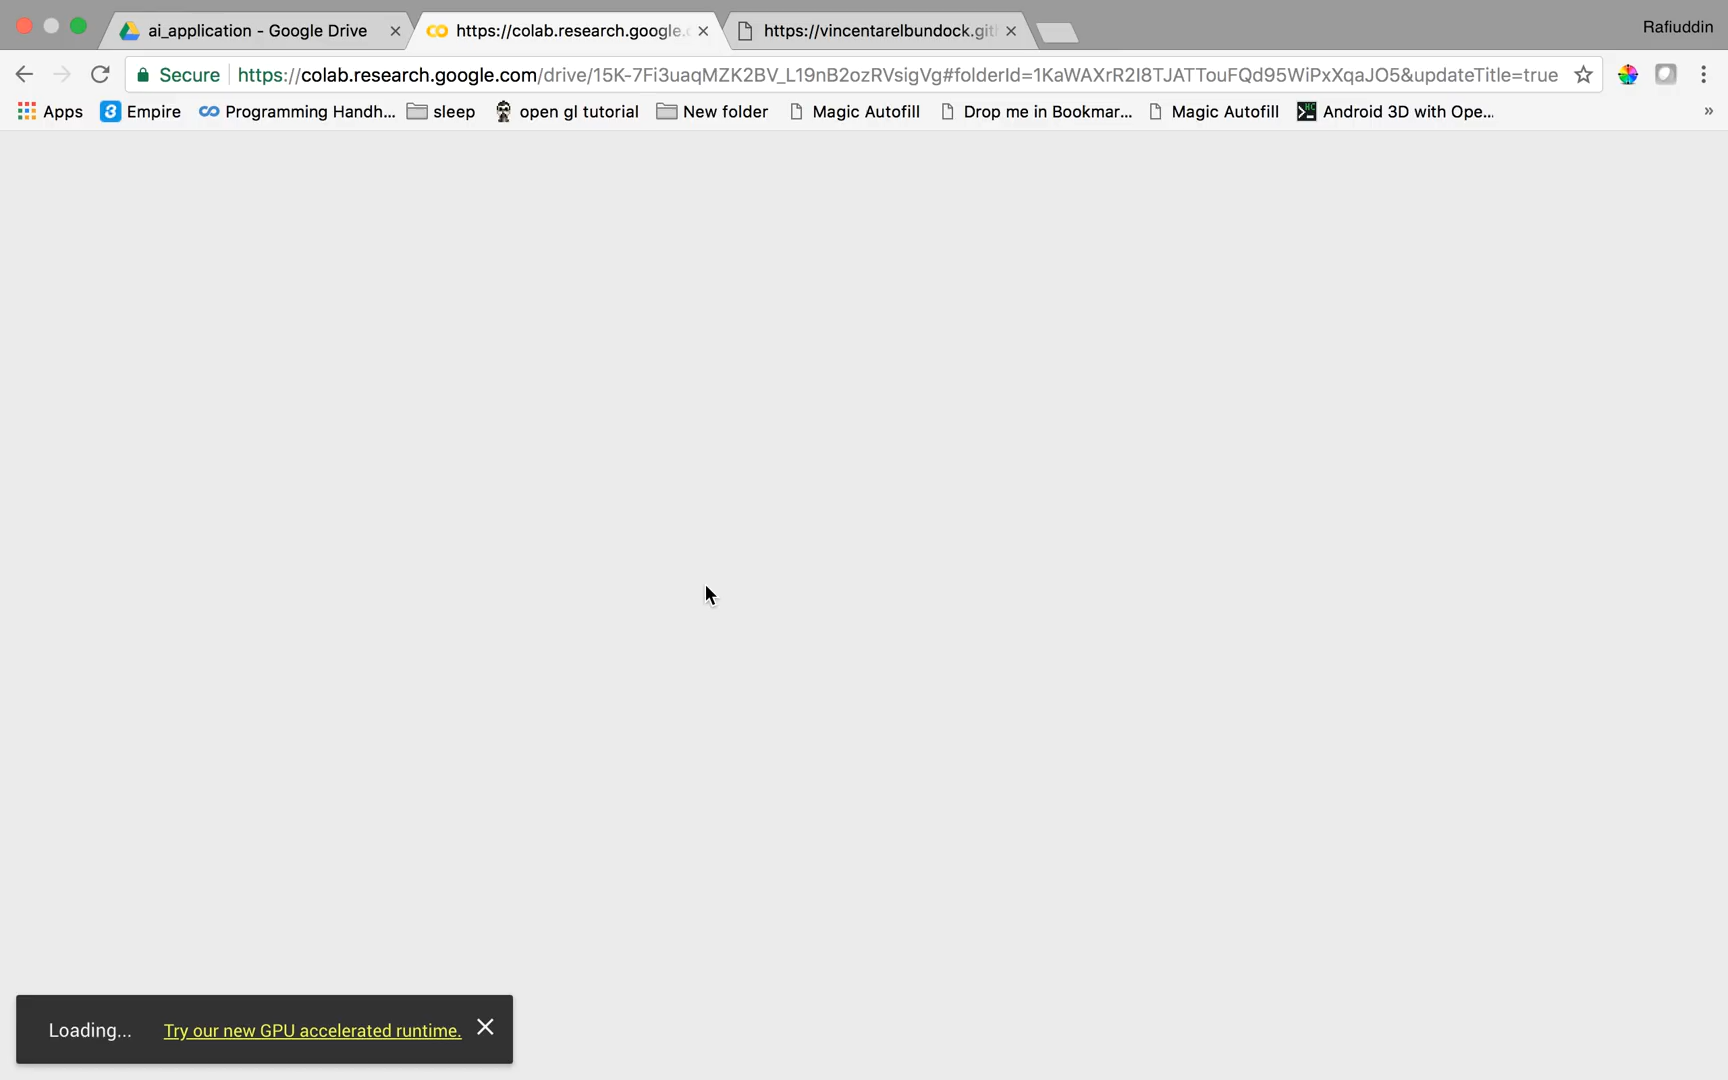 ai_application - Google Drive
https://colab.research.google.c
https://vincentarelbundock.git
Rafiuddin
Secure https://colab.research.google.com/drive/15K-7Fi3uaqMZK2BV_L19nB2ozRVsigVg#folderId=1KaWAXrR2I8TJATTouFQd95WiPxXqaJO5&updateTitle=true
Apps Empire Programming Handh... sleep open gl tutorial New folder Magic Autofill Drop me in Bookmar... Magic Autofill Android 3D with Ope... »
Loading... Try our new GPU accelerated runtime.